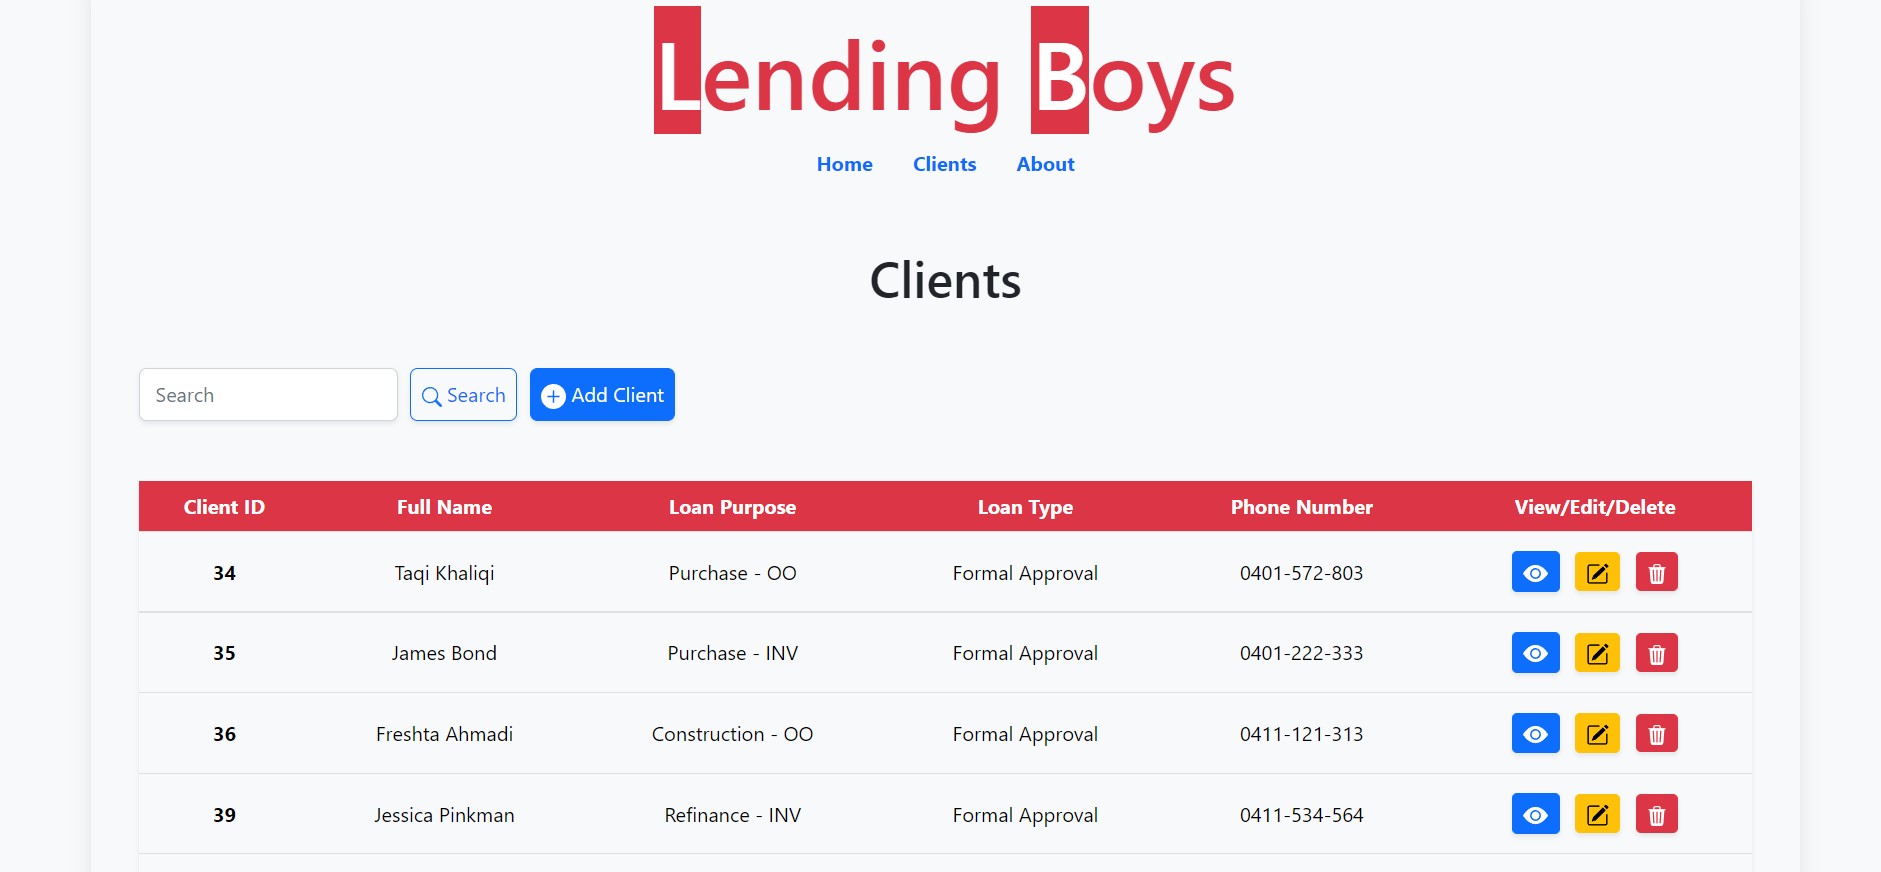 Lending Boys
Home Clients About
Clients
Search Search Add Client
Client ID Full Name Loan Purpose Loan Type Phone Number View/Edit/Delete
34 Taqi Khaliqi Purchase - OO Formal Approval 0401-572-803
35 James Bond Purchase - INV Formal Approval 0401-222-333
36 Freshta Ahmadi Construction - OO Formal Approval 0411-121-313
39 Jessica Pinkman Refinance - INV Formal Approval 0411-534-564